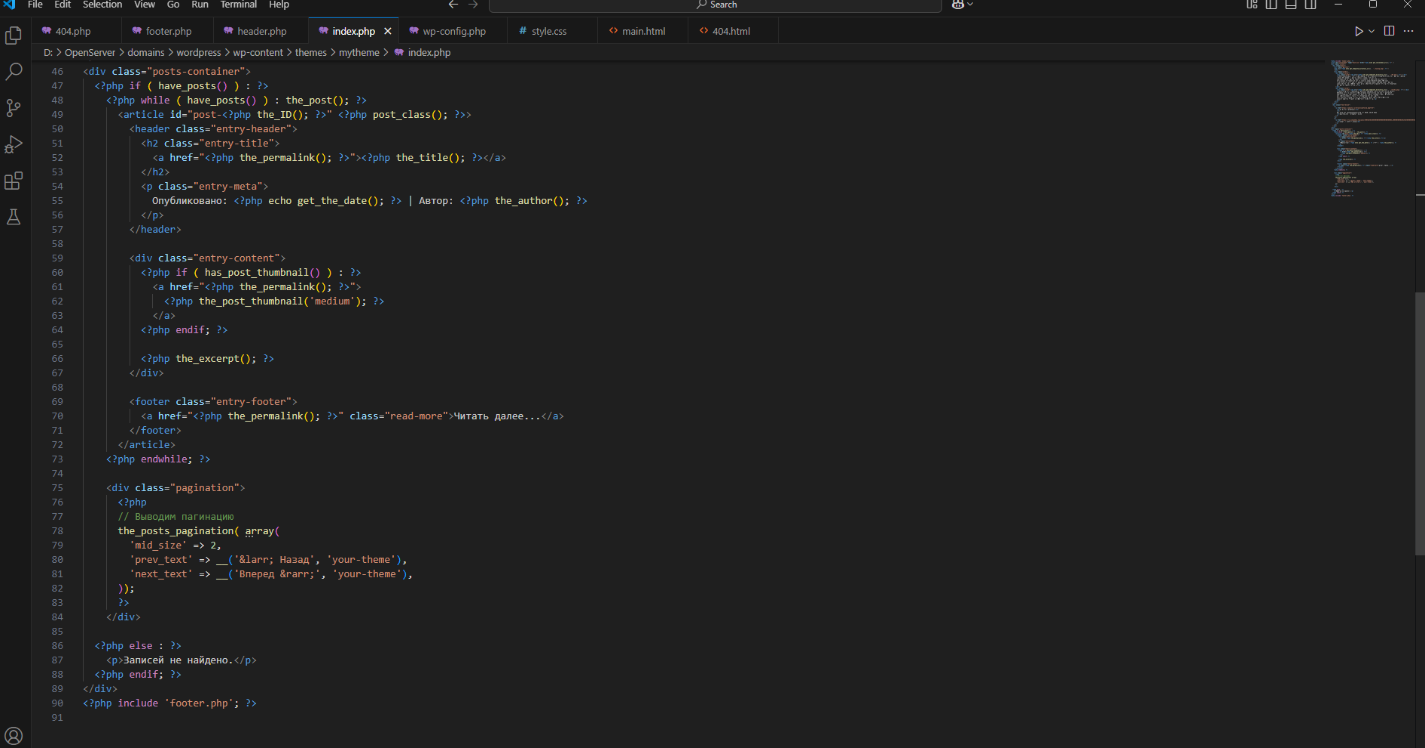 File Edit Selection View Go Run Terminal Help Search
404.php footer.php header.php index.php wp-config.php style.css main.html 404.html
D: > OpenServer > domains > wordpress > wp-content > themes > mytheme > index.php
46 <div class="posts-container">
47 <?php if ( have_posts() ) : ?>
48 <?php while ( have_posts() ) : the_post(); ?>
49 <article id="post-<?php the_ID(); ?>" <?php post_class(); ?>>
50 <header class="entry-header">
51 <h2 class="entry-title">
52 <a href="<?php the_permalink(); ?>"><?php the_title(); ?></a>
53 </h2>
54 <p class="entry-meta">
55 Опубликовано: <?php echo get_the_date(); ?> | Автор: <?php the_author(); ?>
56 </p>
57 </header>
58
59 <div class="entry-content">
60 <?php if ( has_post_thumbnail() ) : ?>
61 <a href="<?php the_permalink(); ?>">
62 <?php the_post_thumbnail('medium'); ?>
63 </a>
64 <?php endif; ?>
65
66 <?php the_excerpt(); ?>
67 </div>
68
69 <footer class="entry-footer">
70 <a href="<?php the_permalink(); ?>" class="read-more">Читать далее...</a>
71 </footer>
72 </article>
73 <?php endwhile; ?>
74
75 <div class="pagination">
76 <?php
77 // Выводим пагинацию
78 the_posts_pagination( array(
79 'mid_size' => 2,
80 'prev_text' => __('&larr; Назад', 'your-theme'),
81 'next_text' => __('Вперед &rarr;', 'your-theme'),
82 ));
83 ?>
84 </div>
85
86 <?php else : ?>
87 <p>Записей не найдено.</p>
88 <?php endif; ?>
89 </div>
90 <?php include 'footer.php'; ?>
91